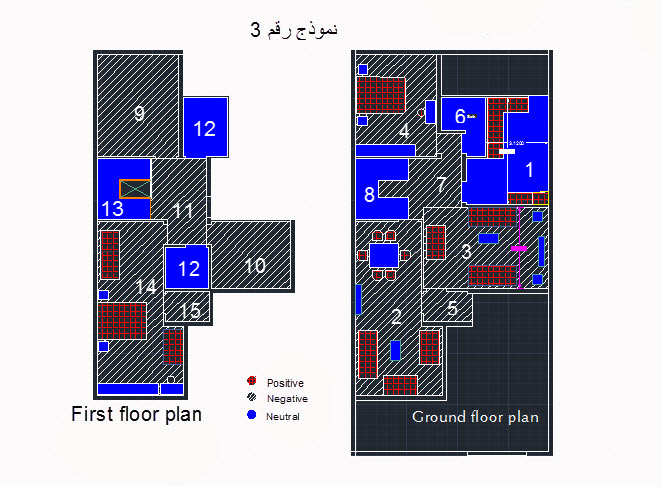 نموذج رقم 3
9
12
13
11
12
10
14
15
First floor plan
Positive
Negative
Neutral
4
6
1
7
8
3
2
5
Ground floor plan